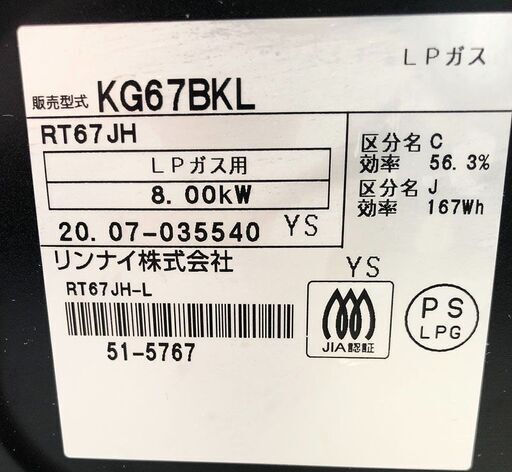 LPガス
販売型式 KG67BKL
RT67JH
LPガス用
8.00kW
区分名 C
効率 56.3%
区分名 J
効率 167Wh
20.07-035540 YS
リンナイ株式会社
YS
RT67JH-L
51-5767
JIA認証
PS
LPG